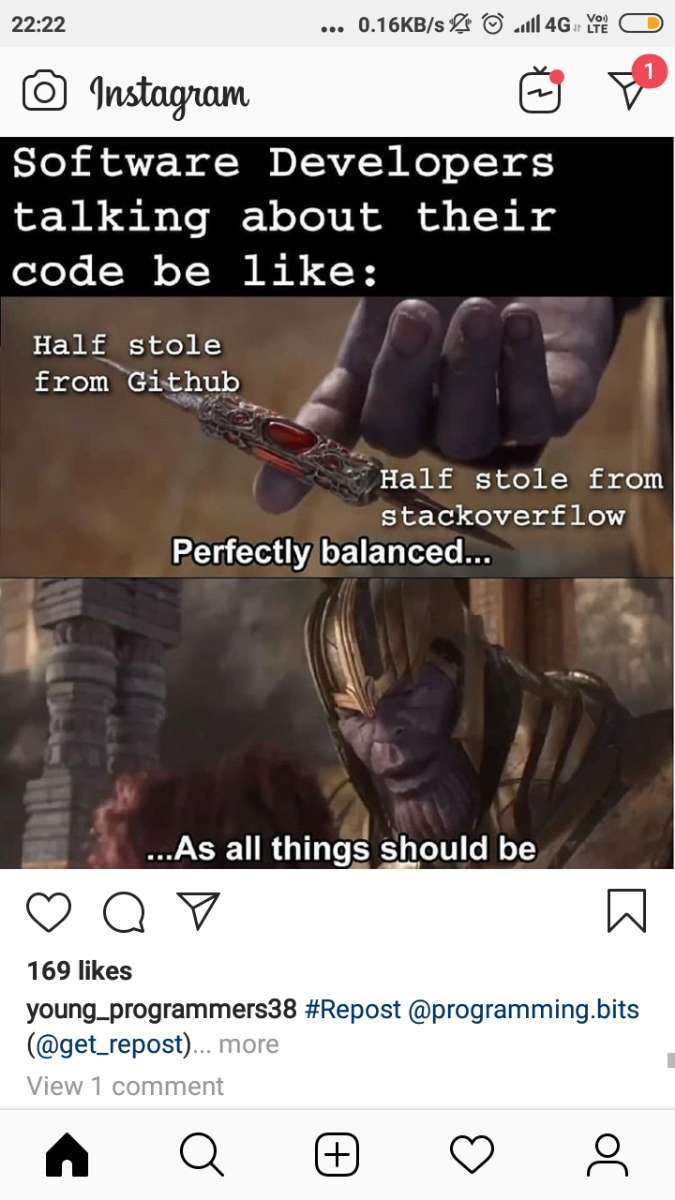 22:22
... 0.16KB/s 4G Vo)) LTE
Instagram
1
Software Developers
talking about their
code be like:
Half stole
from Github
Half stole from
stackoverflow
Perfectly balanced...
...As all things should be
169 likes
young_programmers38 #Repost @programming.bits
(@get_repost)... more
View 1 comment